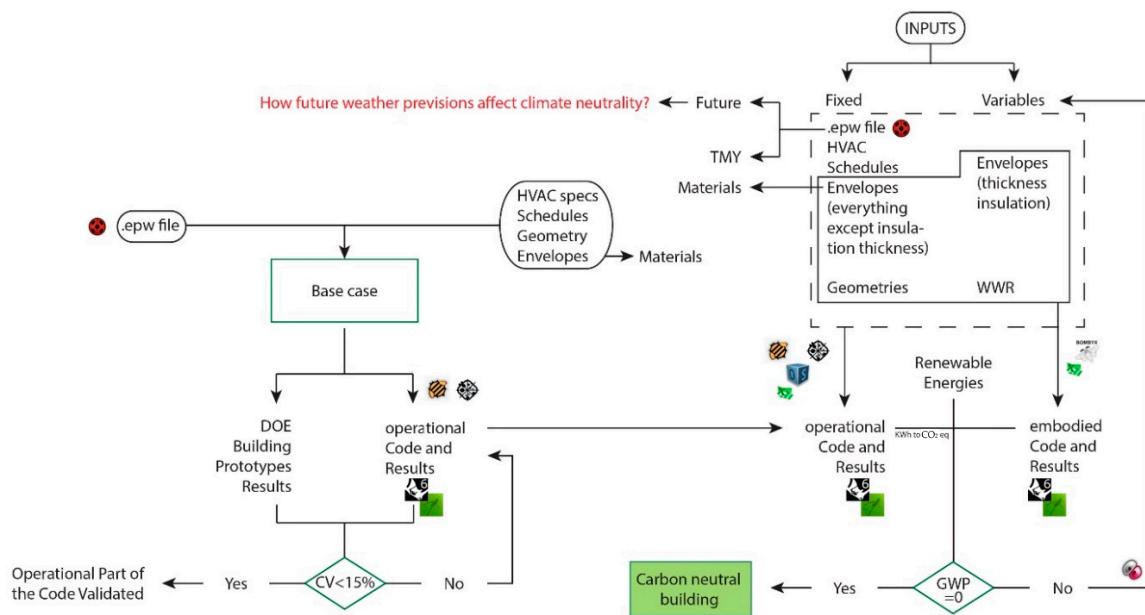 INPUTS
How future weather previsions affect climate neutrality?
Future
Fixed
Variables
.epw file
HVAC
Schedules
TMY
Materials
Envelopes
(everything
except insula-
tion thickness)
Envelopes
(thickness
insulation)
Geometries
WWR
.epw file
HVAC specs
Schedules
Geometry
Envelopes
Materials
Base case
BOMBYX
Renewable
Energies
DOE
Building
Prototypes
Results
operational
Code and
Results
6
operational
Code and
Results
6
KWh to CO₂ eq
embodied
Code and
Results
6
Operational Part of
the Code Validated
Yes
CV<15%
No
Carbon neutral
building
Yes
GWP
=0
No